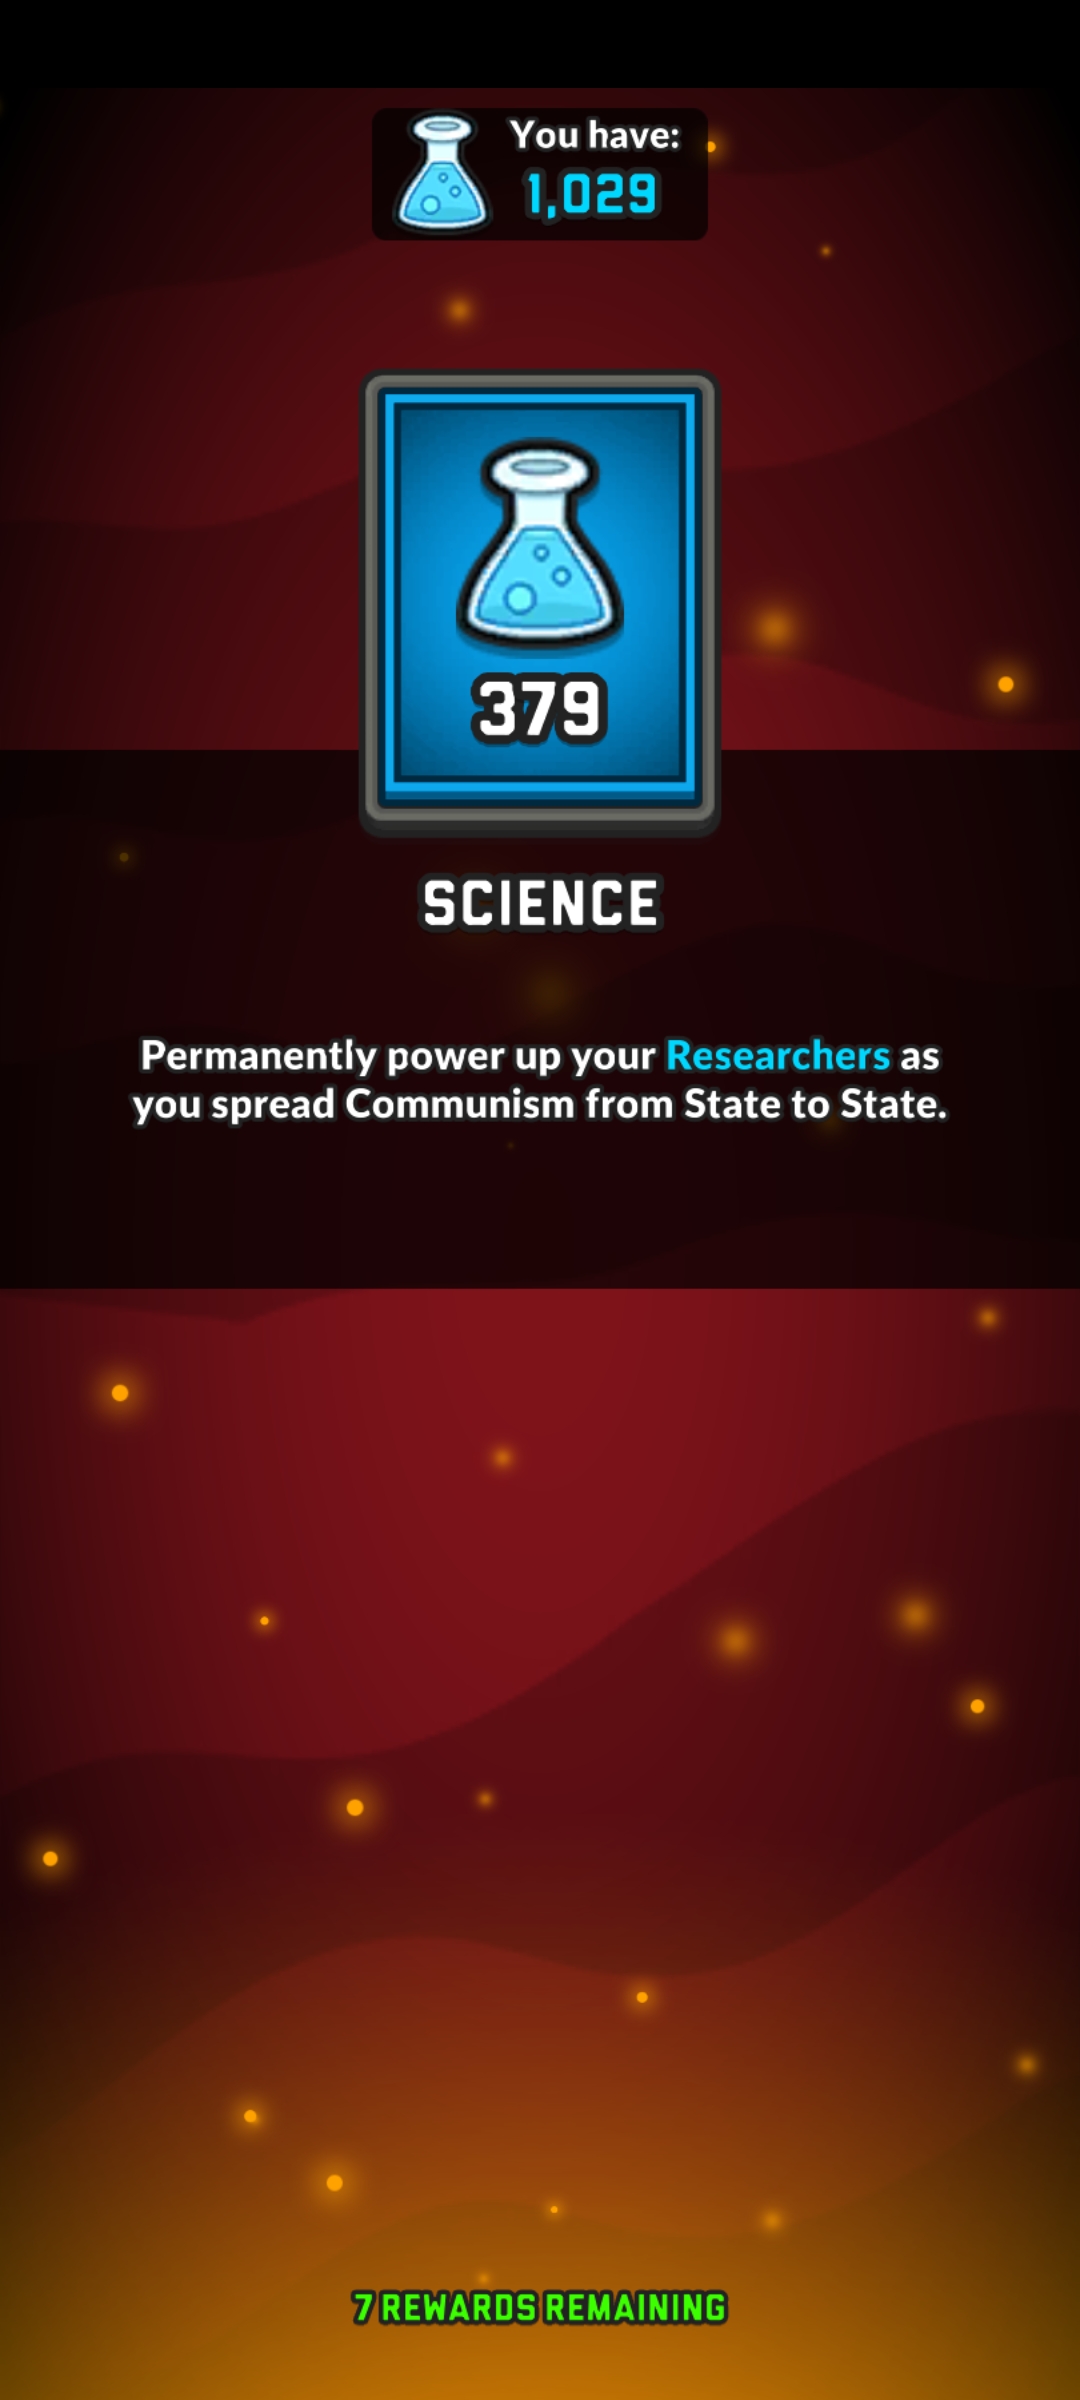 You have:
1,029
379
SCIENCE
Permanently power up your Researchers as
you spread Communism from State to State.
7 REWARDS REMAINING